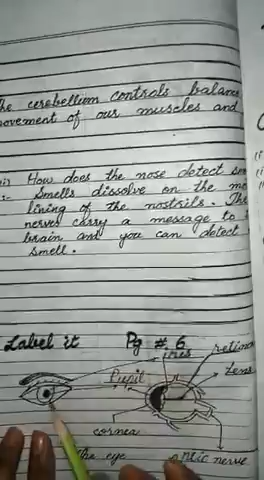 The cerebellum controls balance
movement of our muscles and
How does the nose detect
Smells dissolve on the
lining of the nostrils. The
nerves carry a message to
brain and you can detect
smell.
Label it Pg # 6
Iris
retina
Pupil
Lens
cornea
The eye
optic nerve